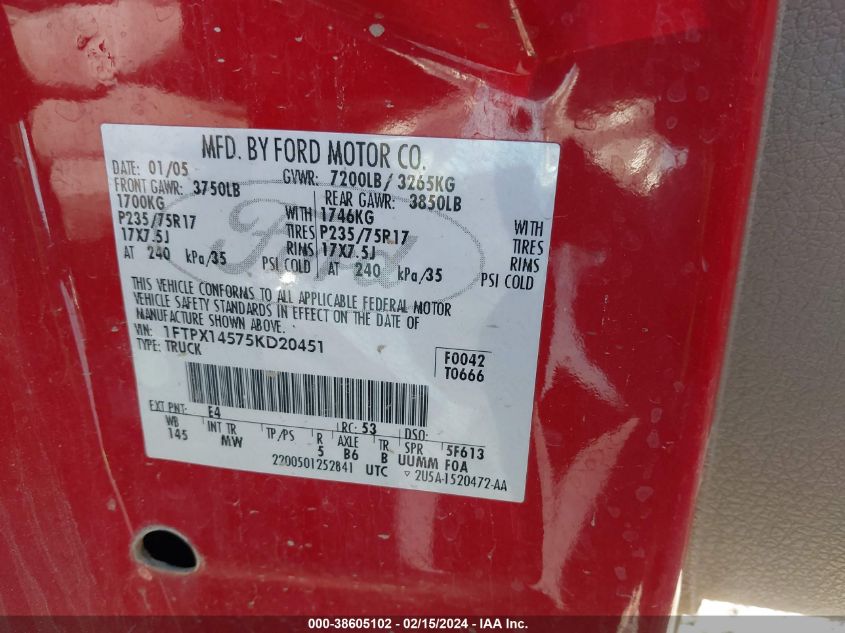 MFD. BY FORD MOTOR CO.
DATE: 01/05 GVWR: 7200LB/ 3265KG
FRONT GAWR: 3750LB REAR GAWR: 3850LB
1700KG WITH 1746KG WITH
P235/75R17 TIRES P235/75R17 TIRES
17X7.5J RIMS 17X7.5J RIMS
AT 240 kPa/35 PSI COLD AT 240 kPa/35 PSI COLD
Ford
THIS VEHICLE CONFORMS TO ALL APPLICABLE FEDERAL MOTOR
VEHICLE SAFETY STANDARDS IN EFFECT ON THE DATE OF
MANUFACTURE SHOWN ABOVE.
VIN: 1FTPX14575KD20451
TYPE: TRUCK
F0042
T0666
EXT PNT: E4 RC: 53 DSO:
WB INT TR TP/PS R AXLE TR SPR 5F613
145 MW 5 B6 B UUMM FOA
2200501252841 UTC ▽ 2U5A-1520472-AA
000-38605102 - 02/15/2024 - IAA Inc.